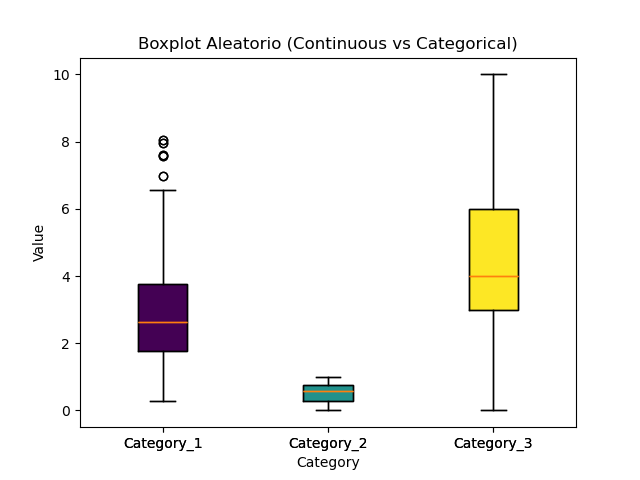 Boxplot Aleatorio (Continuous vs Categorical)
10
8
6
4
2
0
Value
Category_1
Category_2
Category_3
Category